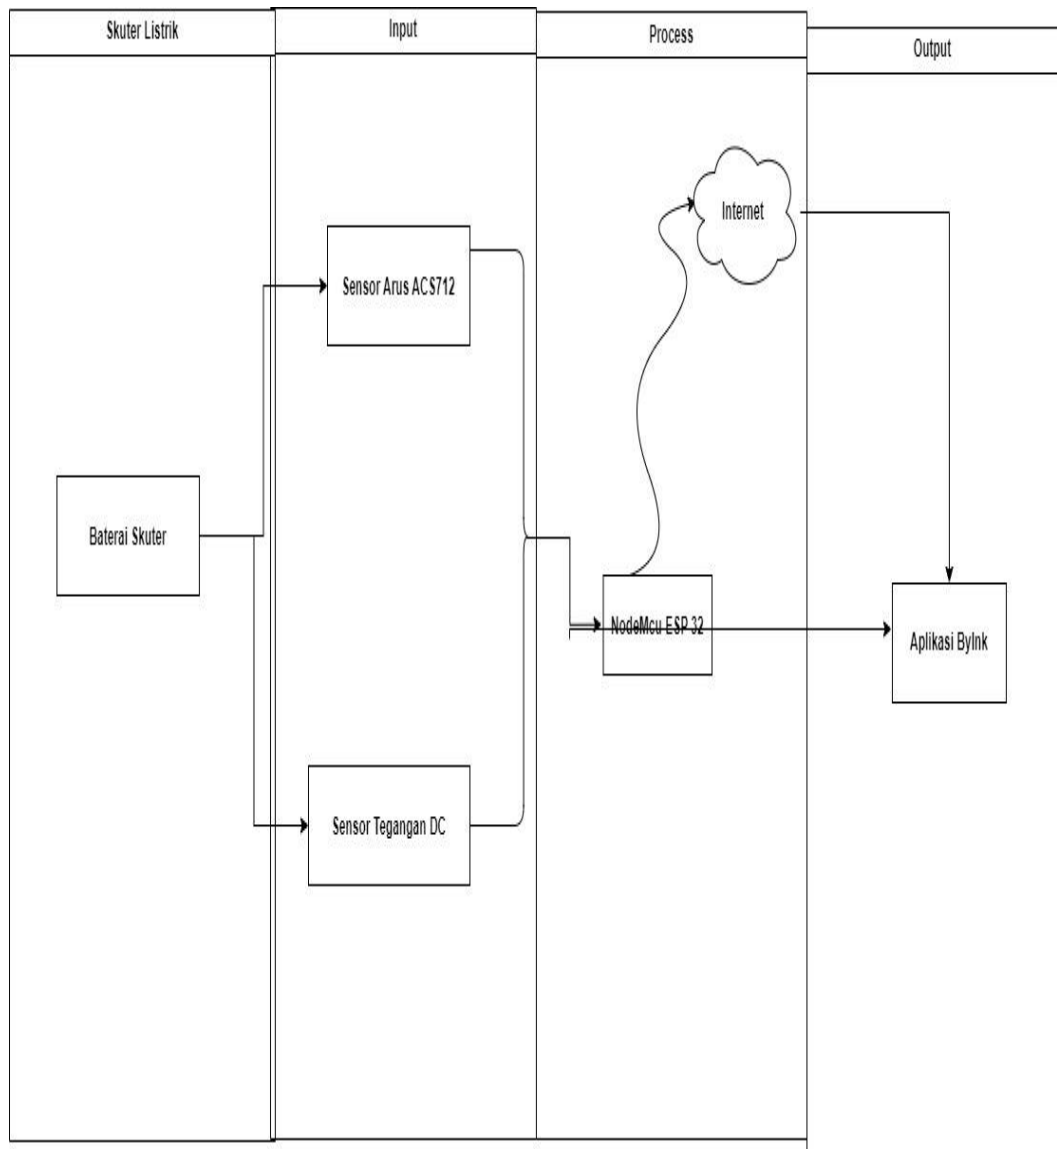 Skuter Listrik
Input
Process
Output
Internet
Sensor Arus ACS712
Baterai Skuter
NodeMcu ESP 32
Aplikasi Bylnk
Sensor Tegangan DC